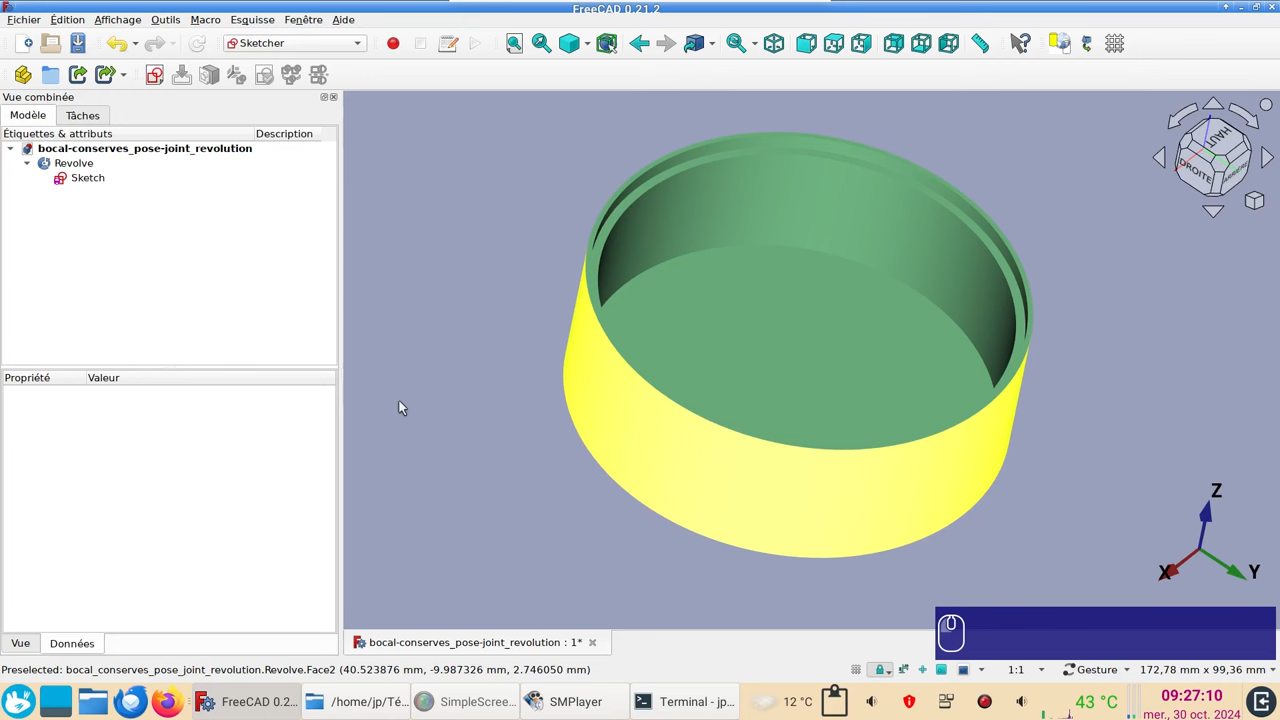 FreeCAD 0.21.2
Fichier Édition Affichage Outils Macro Esquisse Fenêtre Aide
Sketcher
Vue combinée
Modèle Tâches
Étiquettes & attributs Description
bocal-conserves_pose-joint_revolution
Revolve
Sketch
Propriété Valeur
HAUT
DROITE
ARRIÈRE
Z
X
Y
Vue Données
bocal-conserves_pose-joint_revolution : 1*
Preselected: bocal_conserves_pose_joint_revolution.Revolve.Face2 (40.523876 mm, -9.987326 mm, 2.746050 mm)
1:1 Gesture 172,78 mm x 99,36 mm
FreeCAD 0.2... /home/jp/Té... SimpleScree... SMPlayer Terminal - jp... 12 °C 43 °C 09:27:10
mer., 30 oct. 2024